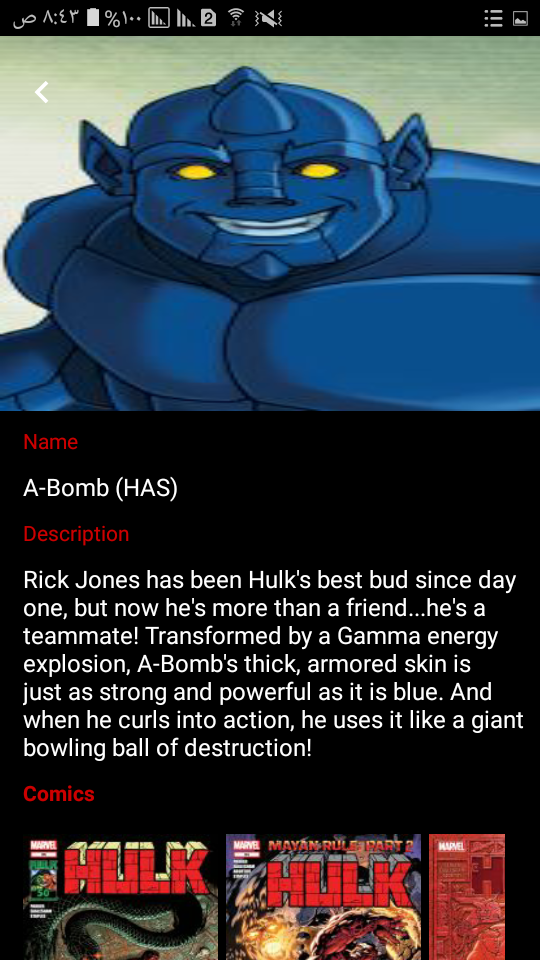 ص ٨:٤٣ %١٠٠ 2
Name
A-Bomb (HAS)
Description
Rick Jones has been Hulk's best bud since day
one, but now he's more than a friend...he's a
teammate! Transformed by a Gamma energy
explosion, A-Bomb's thick, armored skin is
just as strong and powerful as it is blue. And
when he curls into action, he uses it like a giant
bowling ball of destruction!
Comics
MARVEL
HULK
MARVEL
MAYAN RULE: PART 2
HULK
MARVEL
H